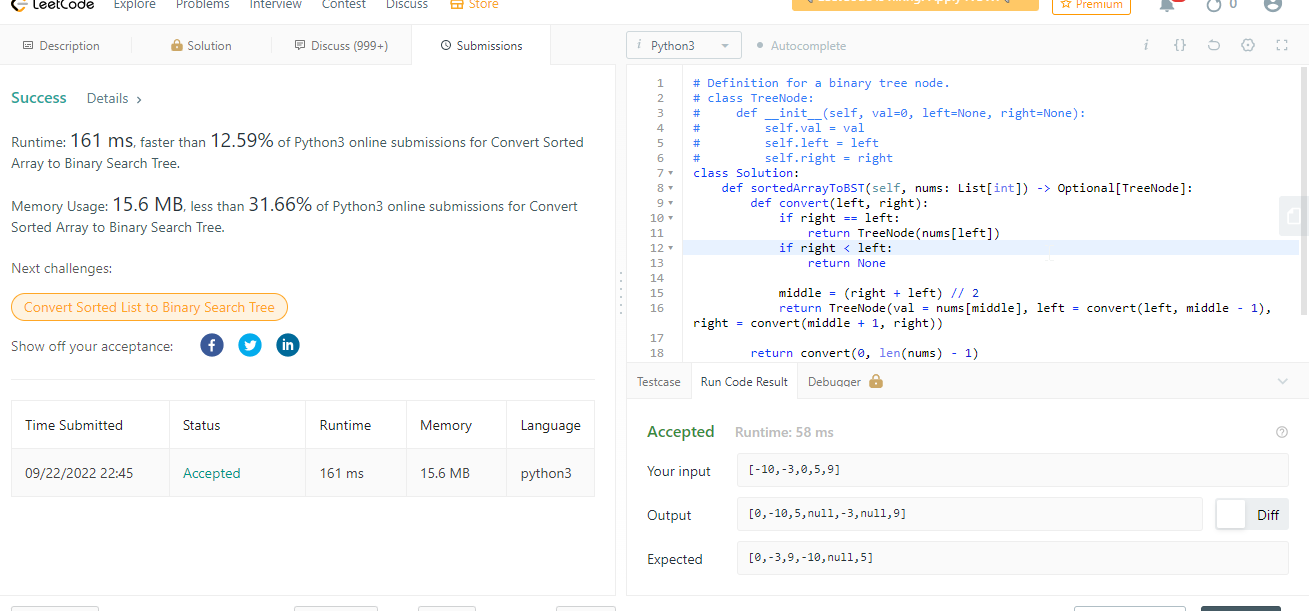 LeetCode Explore Problems Interview Contest Discuss Store Premium 0
Description Solution Discuss (999+) Submissions
i Python3 Autocomplete i {}
Success Details >
Runtime: 161 ms, faster than 12.59% of Python3 online submissions for Convert Sorted
Array to Binary Search Tree.
Memory Usage: 15.6 MB, less than 31.66% of Python3 online submissions for Convert
Sorted Array to Binary Search Tree.
Next challenges:
Convert Sorted List to Binary Search Tree
Show off your acceptance:
Time Submitted Status Runtime Memory Language
09/22/2022 22:45 Accepted 161 ms 15.6 MB python3
1 # Definition for a binary tree node.
2 # class TreeNode:
3 #     def __init__(self, val=0, left=None, right=None):
4 #         self.val = val
5 #         self.left = left
6 #         self.right = right
7 class Solution:
8     def sortedArrayToBST(self, nums: List[int]) -> Optional[TreeNode]:
9         def convert(left, right):
10             if right == left:
11                 return TreeNode(nums[left])
12             if right < left:
13                 return None
14
15             middle = (right + left) // 2
16             return TreeNode(val = nums[middle], left = convert(left, middle - 1),
right = convert(middle + 1, right))
17
18         return convert(0, len(nums) - 1)
Testcase Run Code Result Debugger
Accepted Runtime: 58 ms
Your input [-10,-3,0,5,9]
Output [0,-10,5,null,-3,null,9] Diff
Expected [0,-3,9,-10,null,5]